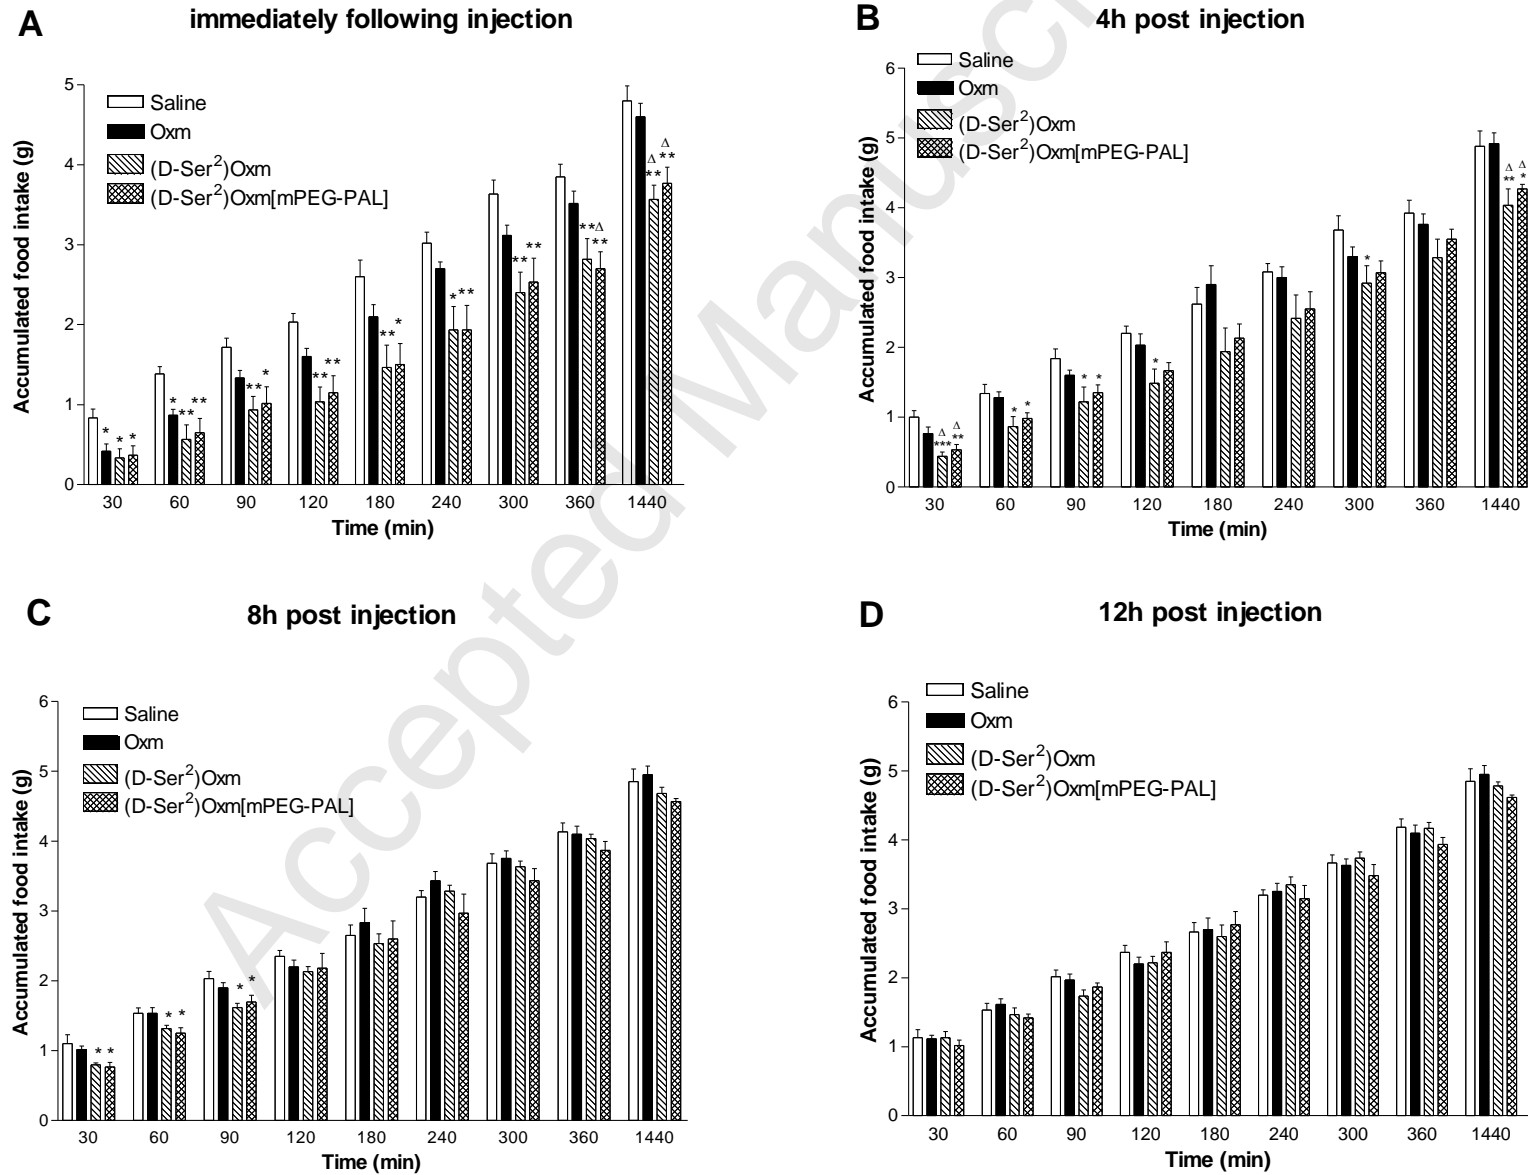 A
immediately following injection
Accumulated food intake (g)
5
4
3
2
1
0
Saline
Oxm
(D-Ser²)Oxm
(D-Ser²)Oxm[mPEG-PAL]
* * *
* ** **
** * 
** **
** *
* **
** **
**Δ
**
Δ Δ
** **
30 60 90 120 180 240 300 360 1440
Time (min)
B
4h post injection
Accumulated food intake (g)
6
5
4
3
2
1
0
Saline
Oxm
(D-Ser²)Oxm
(D-Ser²)Oxm[mPEG-PAL]
Δ Δ
*** **
* *
* *
*
*
Δ Δ
** *
30 60 90 120 180 240 300 360 1440
Time (min)
C
8h post injection
Accumulated food intake (g)
6
5
4
3
2
1
0
Saline
Oxm
(D-Ser²)Oxm
(D-Ser²)Oxm[mPEG-PAL]
* *
* *
* *
30 60 90 120 180 240 300 360 1440
Time (min)
D
12h post injection
Accumulated food intake (g)
6
5
4
3
2
1
0
Saline
Oxm
(D-Ser²)Oxm
(D-Ser²)Oxm[mPEG-PAL]
30 60 90 120 180 240 300 360 1440
Time (min)
Accepted Manusc